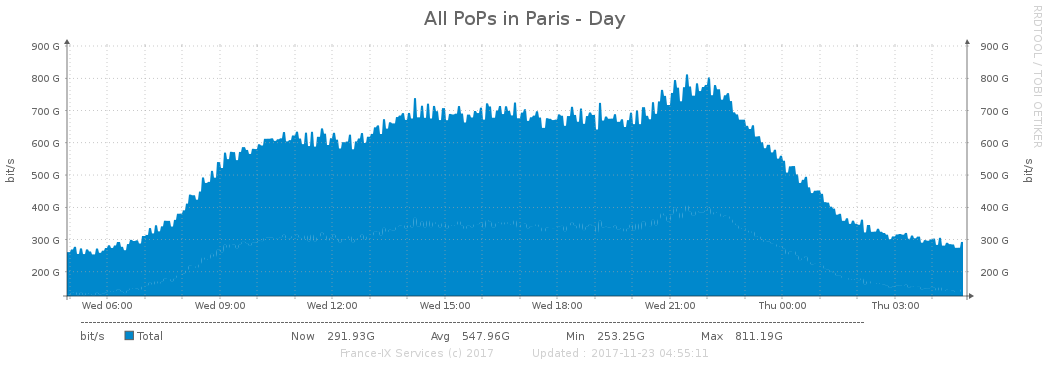 All PoPs in Paris - Day
RRDTOOL / TOBI OETIKER
bit/s
900 G 900 G
800 G 800 G
700 G 700 G
600 G 600 G
500 G 500 G
400 G 400 G
300 G 300 G
200 G 200 G
bit/s
Wed 06:00 Wed 09:00 Wed 12:00 Wed 15:00 Wed 18:00 Wed 21:00 Thu 00:00 Thu 03:00
bit/s Total Now 291.93G Avg 547.96G Min 253.25G Max 811.19G
France-IX Services (c) 2017 Updated : 2017-11-23 04:55:11